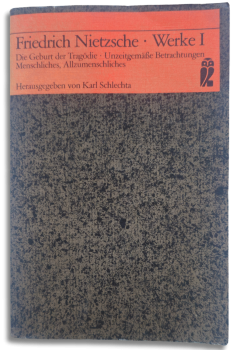 Friedrich Nietzsche · Werke I
Die Geburt der Tragödie · Unzeitgemäße Betrachtungen
Menschliches, Allzumenschliches
Herausgegeben von Karl Schlechta